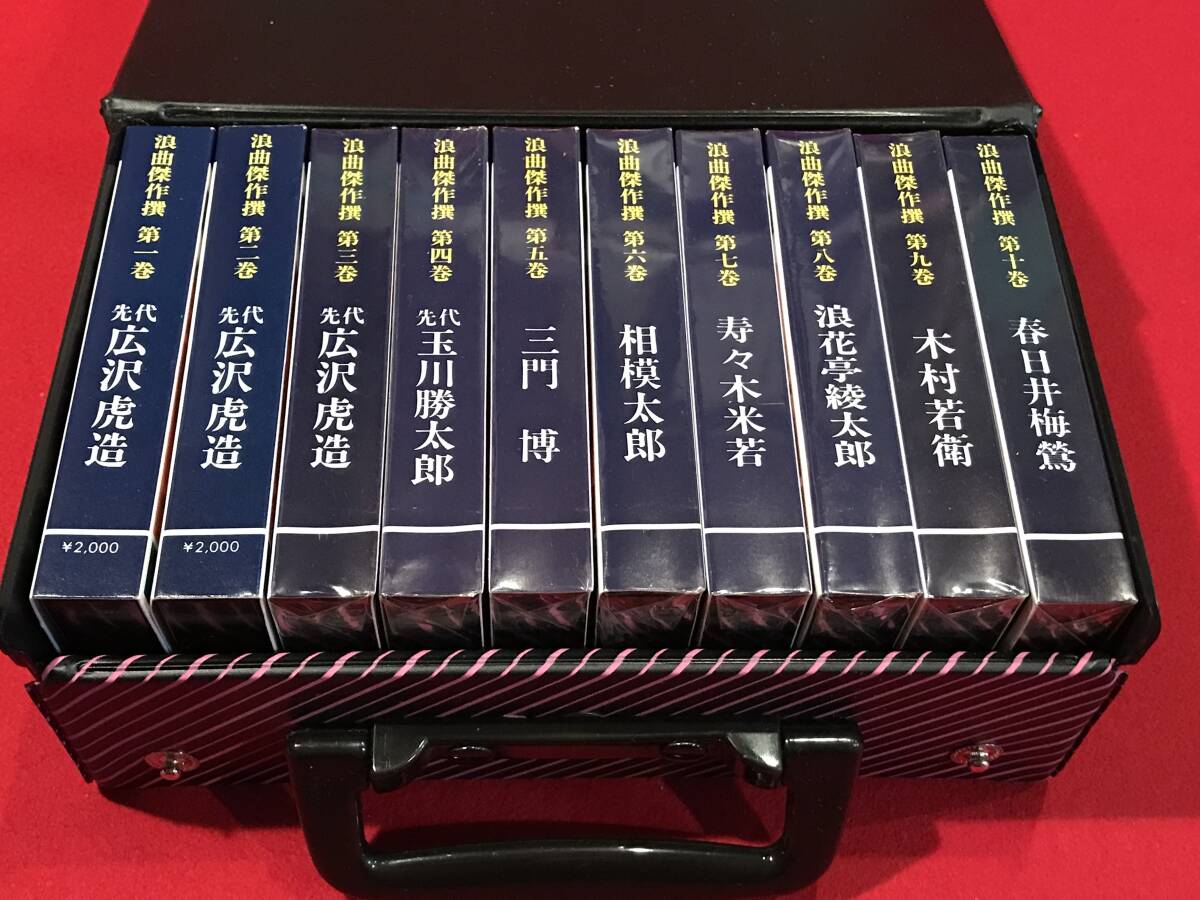 浪曲傑作撰 第一巻
先代 広沢虎造
¥2,000
浪曲傑作撰 第二巻
先代 広沢虎造
¥2,000
浪曲傑作撰 第三巻
先代 広沢虎造
浪曲傑作撰 第四巻
先代 玉川勝太郎
浪曲傑作撰 第五巻
三門 博
浪曲傑作撰 第六巻
相模太郎
浪曲傑作撰 第七巻
寿々木米若
浪曲傑作撰 第八巻
浪花亭綾太郎
浪曲傑作撰 第九巻
木村若衛
浪曲傑作撰 第十巻
春日井梅鶯